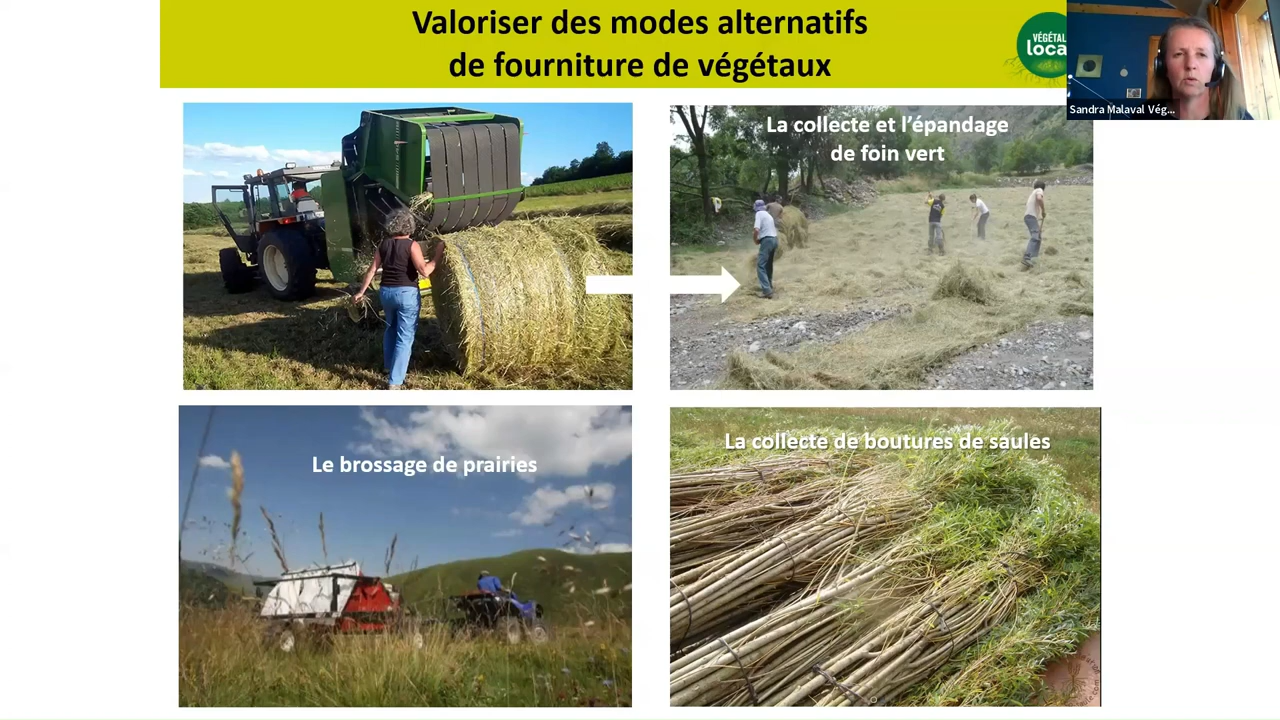 Valoriser des modes alternatifs
de fourniture de végétaux
VÉGÉTAL
local
Sandra Malaval Vég...
La collecte et l'épandage
de foin vert
Le brossage de prairies
La collecte de boutures de saules